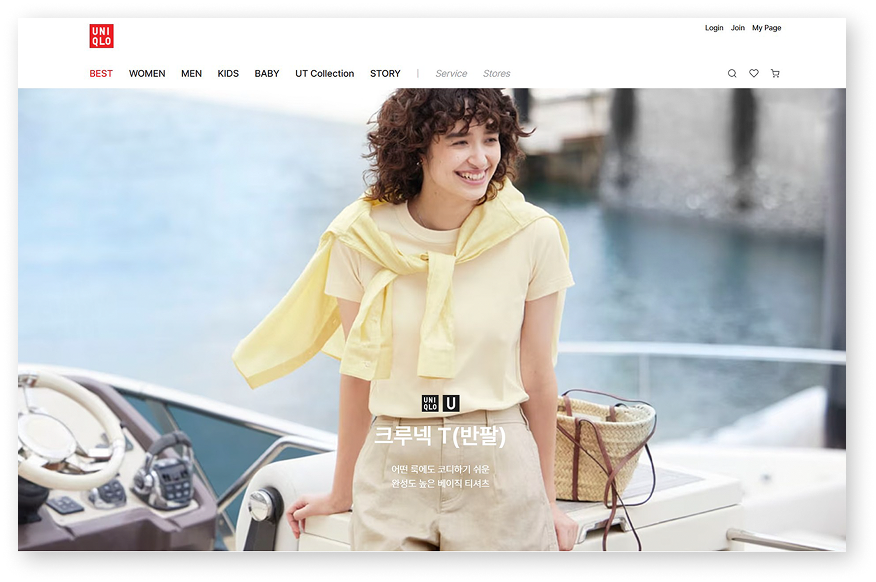 UNI
QLO
Login Join My Page
BEST WOMEN MEN KIDS BABY UT Collection STORY | Service Stores
UNI
QLO U
크루넥 T(반팔)
어떤 룩에도 코디하기 쉬운
완성도 높은 베이직 티셔츠